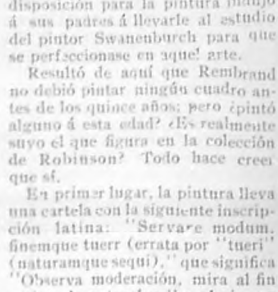 disposición para la pintura
á sus padres á llevarle al estudio
del pintor Swanenburch para que
se perfeccionase en aquel arte.
Resultó de aquí que Rembrand
no debió pintar ningún cuadro an-
tes de los quince años; pero ¿pintó
alguno á esta edad? ¿Es realmente
suyo el que figura en la colección
de Robinson? Todo hace creer
que sí.
En primer lugar, la pintura lleva
una cartela con la siguiente inscrip-
ción latina: "Servare modum,
finemque tuerr (errata por "tueri")
(naturamque sequi)," que significa
"Observa moderación, mira al fin